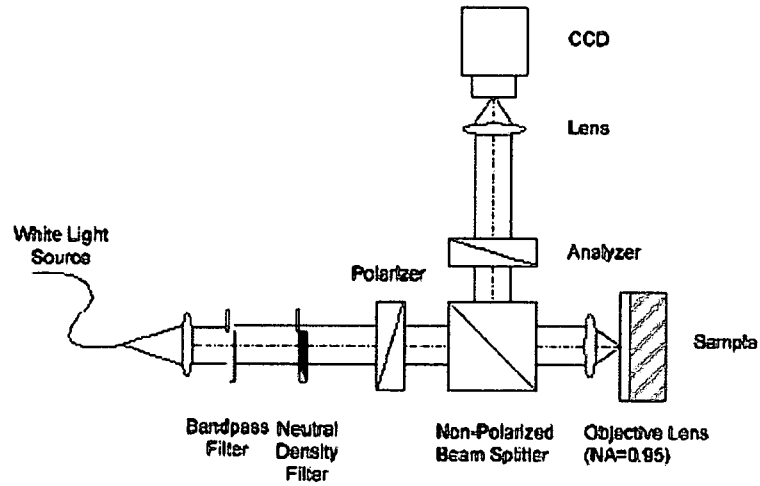 CCD
Lens
White Light
Source
Polarizer
Analyzer
Sample
Bandpass
Filter
Neutral
Density
Filter
Non-Polarized
Beam Splitter
Objective Lens
(NA=0.95)